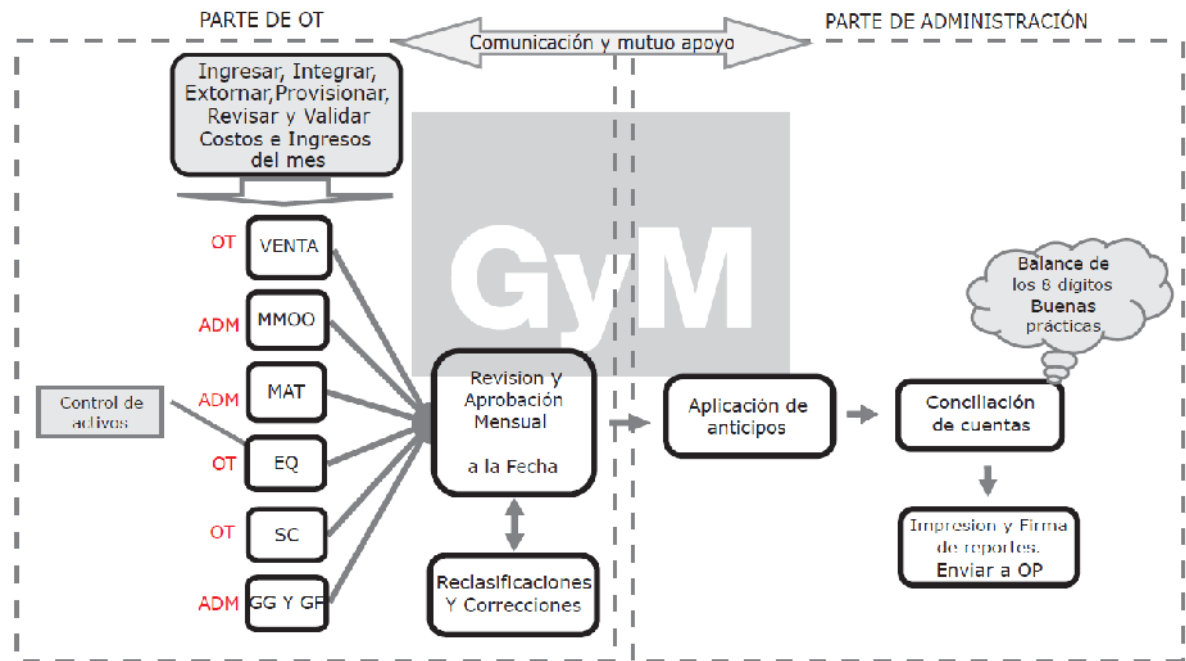 PARTE DE OT
PARTE DE ADMINISTRACIÓN
Comunicación y mutuo apoyo
Ingresar, Integrar,
Extornar,Provisionar,
Revisar y Validar
Costos e Ingresos
del mes
GyM
OT
VENTA
ADM
MMOO
ADM
MAT
Control de
activos
OT
EQ
OT
SC
ADM
GG Y GF
Revision y
Aprobación
Mensual
a la Fecha
Reclasificaciones
Y Correcciones
Aplicación de
anticipos
Balance de
los 8 dígitos
Buenas
prácticas
Conciliación
de cuentas
Impresion y Firma
de reportes.
Enviar a OP